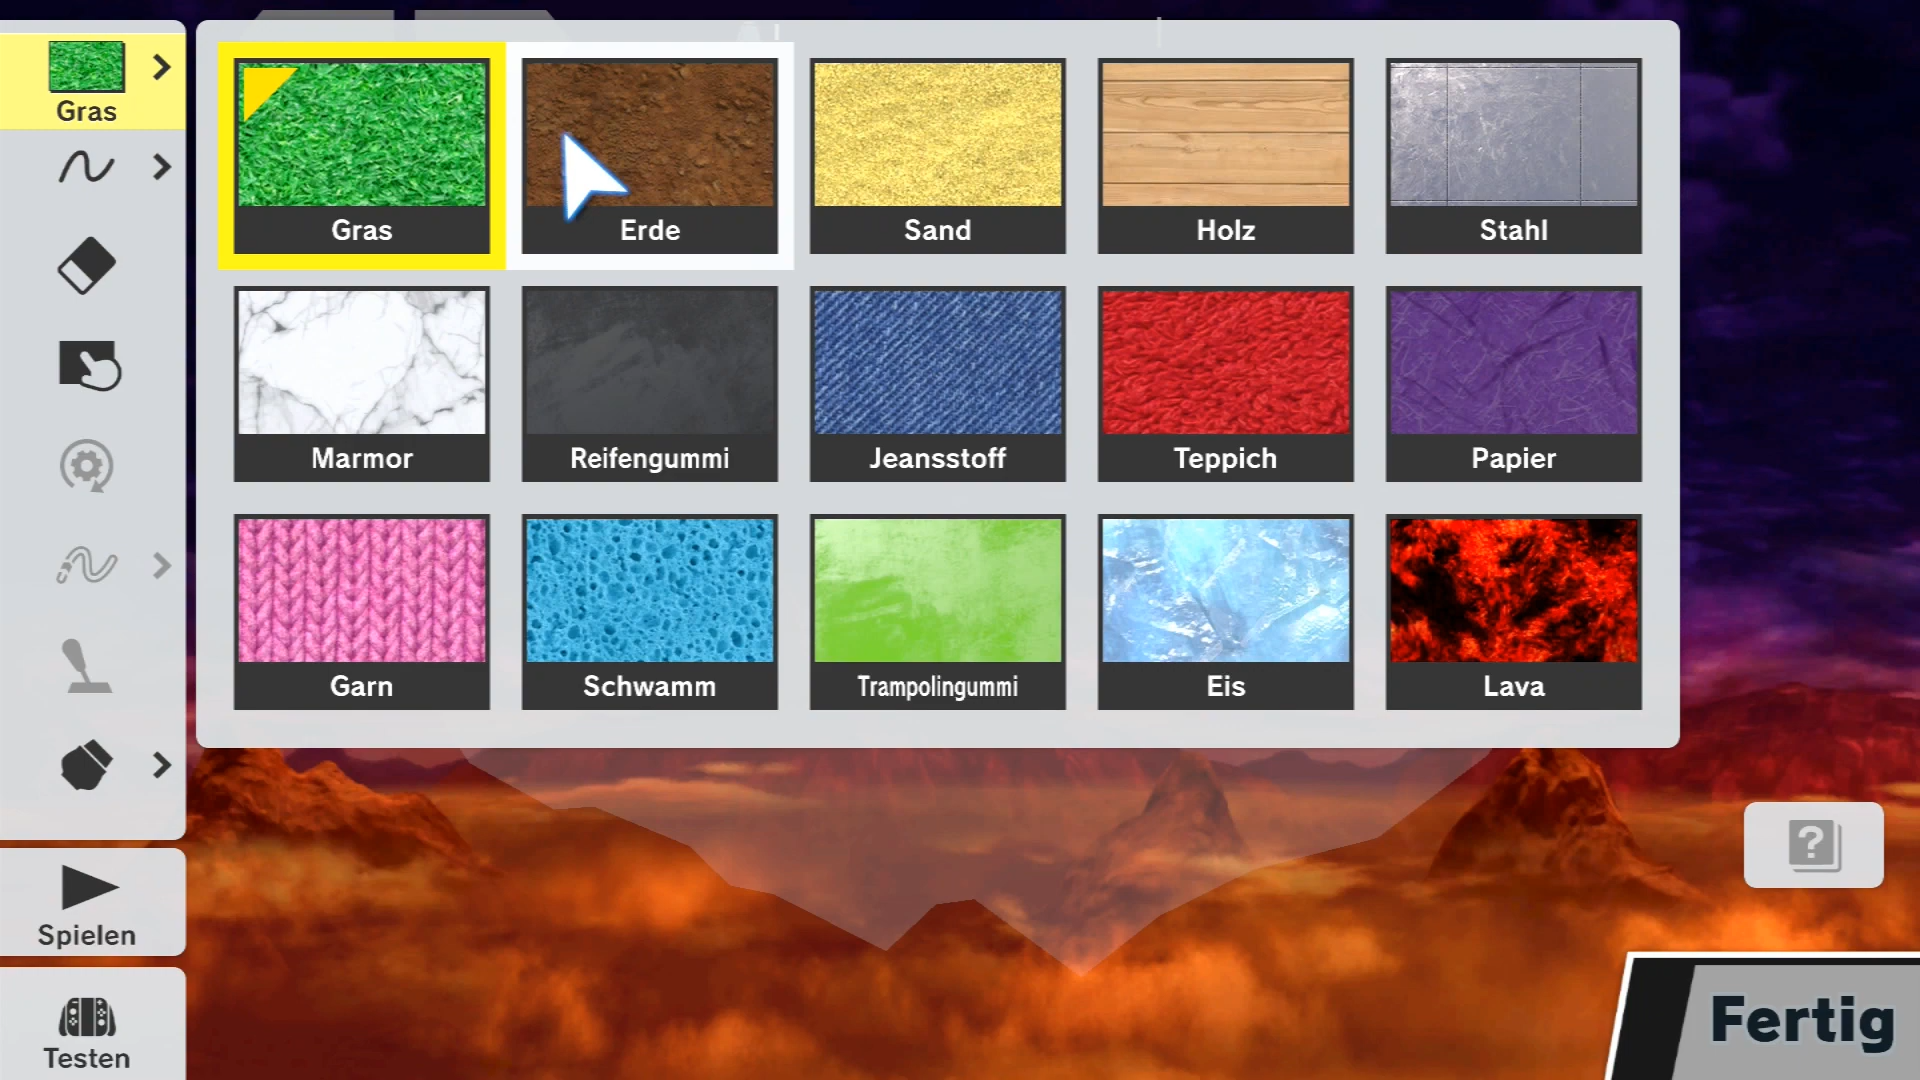 Gras
Gras
Erde
Sand
Holz
Stahl
Marmor
Reifengummi
Jeansstoff
Teppich
Papier
Garn
Schwamm
Trampolingummi
Eis
Lava
Spielen
Testen
?
Fertig